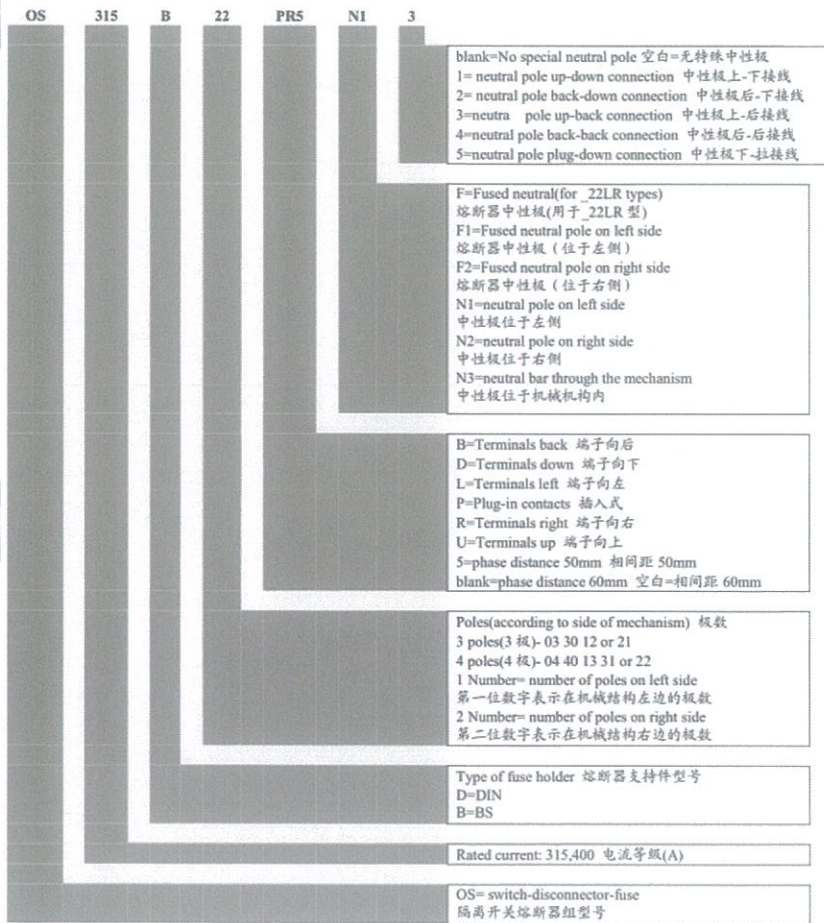 OS 315 B 22 PR5 N1 3
blank=No special neutral pole 空白=无特殊中性极
1= neutral pole up-down connection 中性极上-下接线
2= neutral pole back-down connection 中性极后-下接线
3=neutra pole up-back connection 中性极上-后接线
4=neutral pole back-back connection 中性极后-后接线
5=neutral pole plug-down connection 中性极下-拉接线
F=Fused neutral(for _22LR types)
熔断器中性极(用于_22LR 型)
F1=Fused neutral pole on left side
熔断器中性极（位于左侧）
F2=Fused neutral pole on right side
熔断器中性极（位于右侧）
N1=neutral pole on left side
中性极位于左侧
N2=neutral pole on right side
中性极位于右侧
N3=neutral bar through the mechanism
中性极位于机械机构内
B=Terminals back 端子向后
D=Terminals down 端子向下
L=Terminals left 端子向左
P=Plug-in contacts 插入式
R=Terminals right 端子向右
U=Terminals up 端子向上
5=phase distance 50mm 相间距 50mm
blank=phase distance 60mm 空白=相间距 60mm
Poles(according to side of mechanism) 极数
3 poles(3 极)- 03 30 12 or 21
4 poles(4 极)- 04 40 13 31 or 22
1 Number= number of poles on left side
第一位数字表示在机械结构左边的极数
2 Number= number of poles on right side
第二位数字表示在机械结构右边的极数
Type of fuse holder 熔断器支持件型号
D=DIN
B=BS
Rated current: 315,400 电流等级(A)
OS= switch-disconnector-fuse
隔离开关熔断器组型号